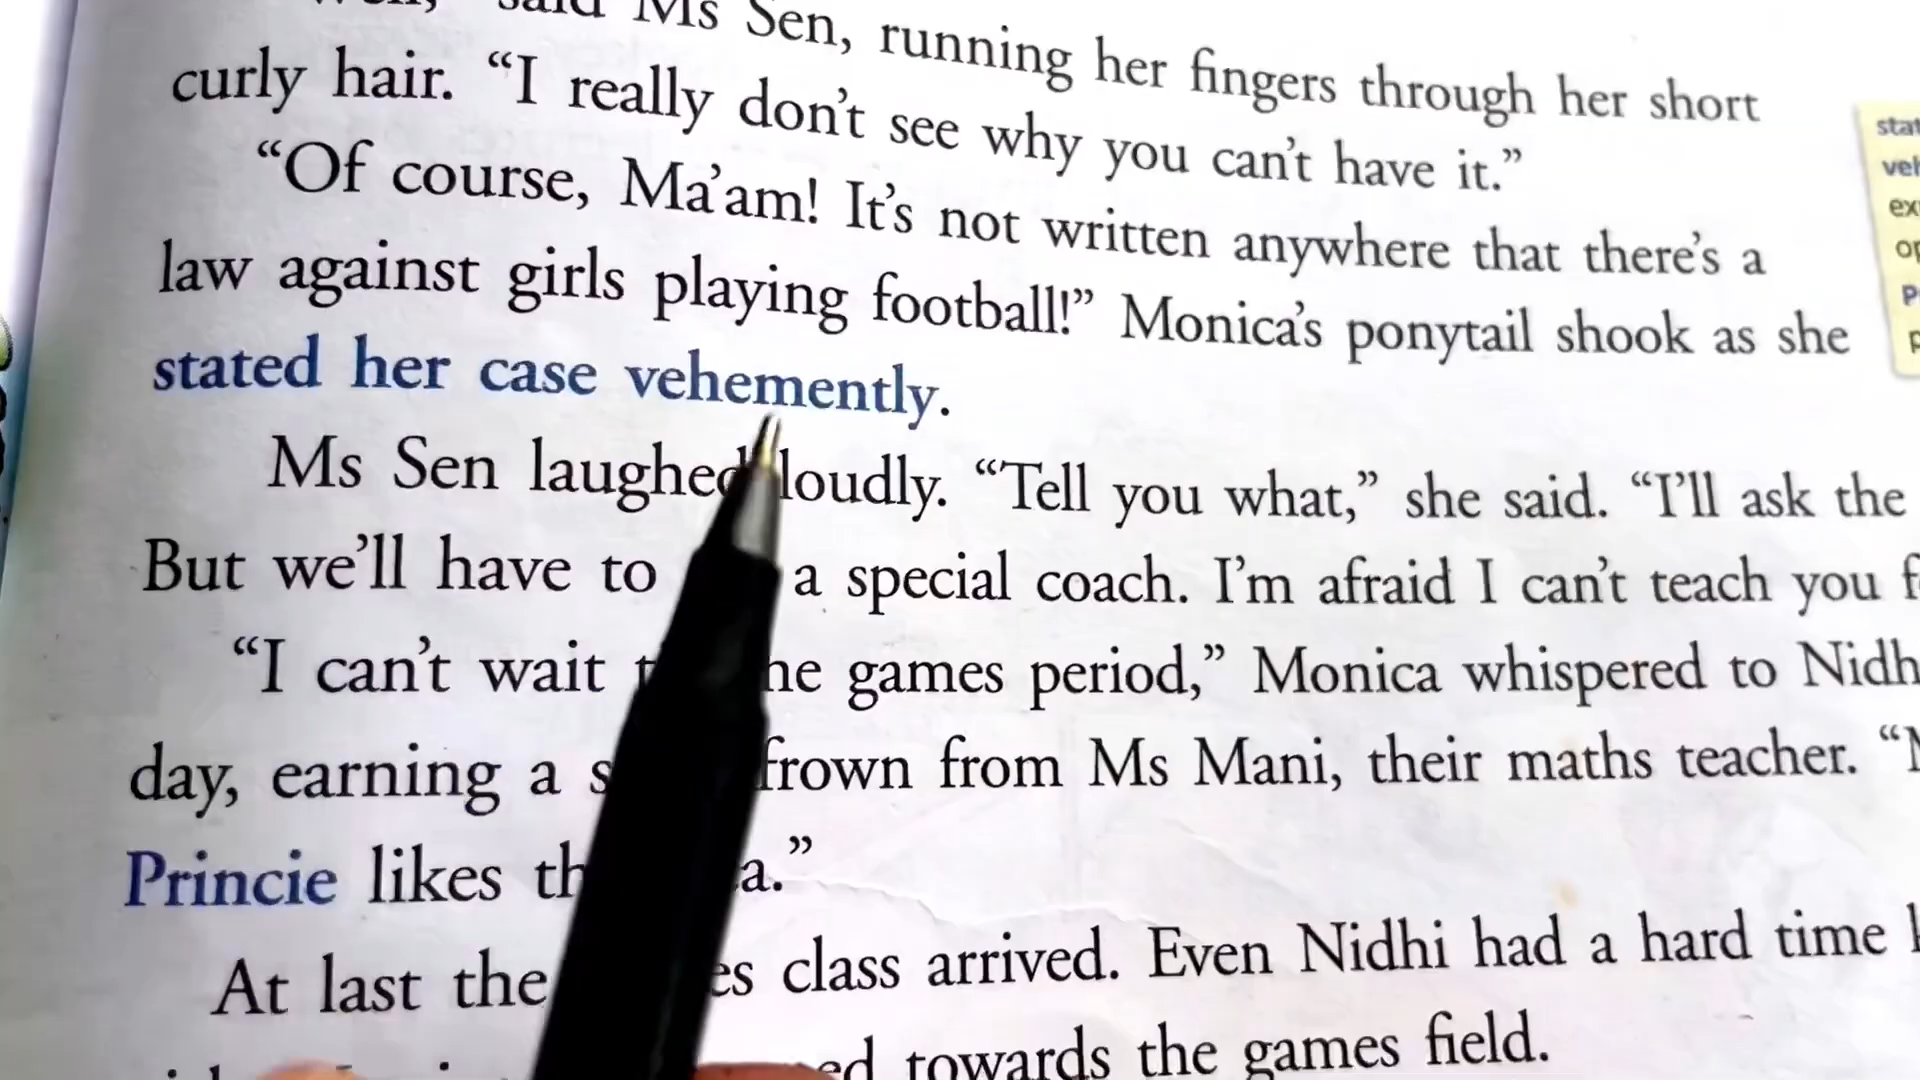 said Ms Sen, running her fingers through her short
curly hair. “I really don’t see why you can’t have it.”
“Of course, Ma’am! It’s not written anywhere that there’s a
law against girls playing football!” Monica’s ponytail shook as she
stated her case vehemently.
Ms Sen laughed loudly. “Tell you what,” she said. “I’ll ask the
But we’ll have to a special coach. I’m afraid I can’t teach you
“I can’t wait games period,” Monica whispered to
day, earning a frown from Ms Mani, their maths teacher.
Princie likes
At last the class arrived. Even Nidhi had a hard time
towards the games field.